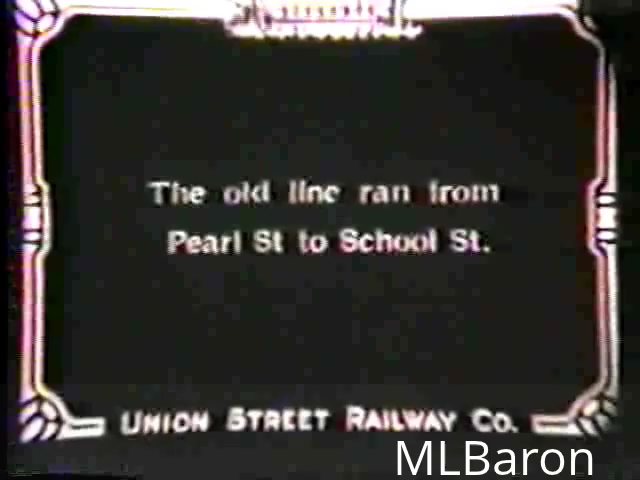 The old line ran from
Pearl St to School St.
UNION STREET RAILWAY CO.
MLBaron